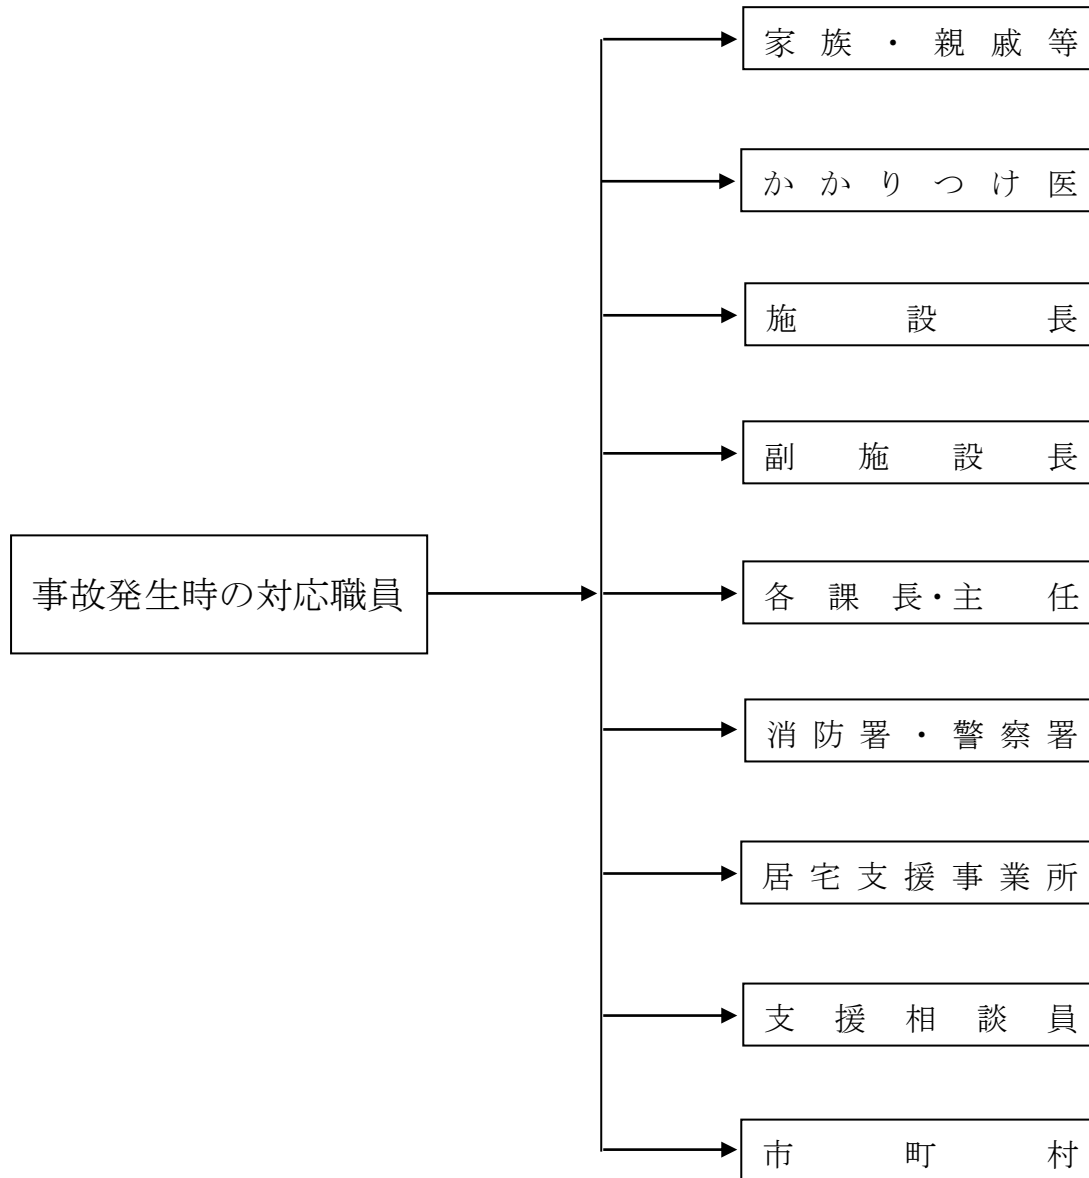 家族・親戚等
かかりつけ医
施設長
副施設長
事故発生時の対応職員
各課長・主任
消防署・警察署
居宅支援事業所
支援相談員
市町村